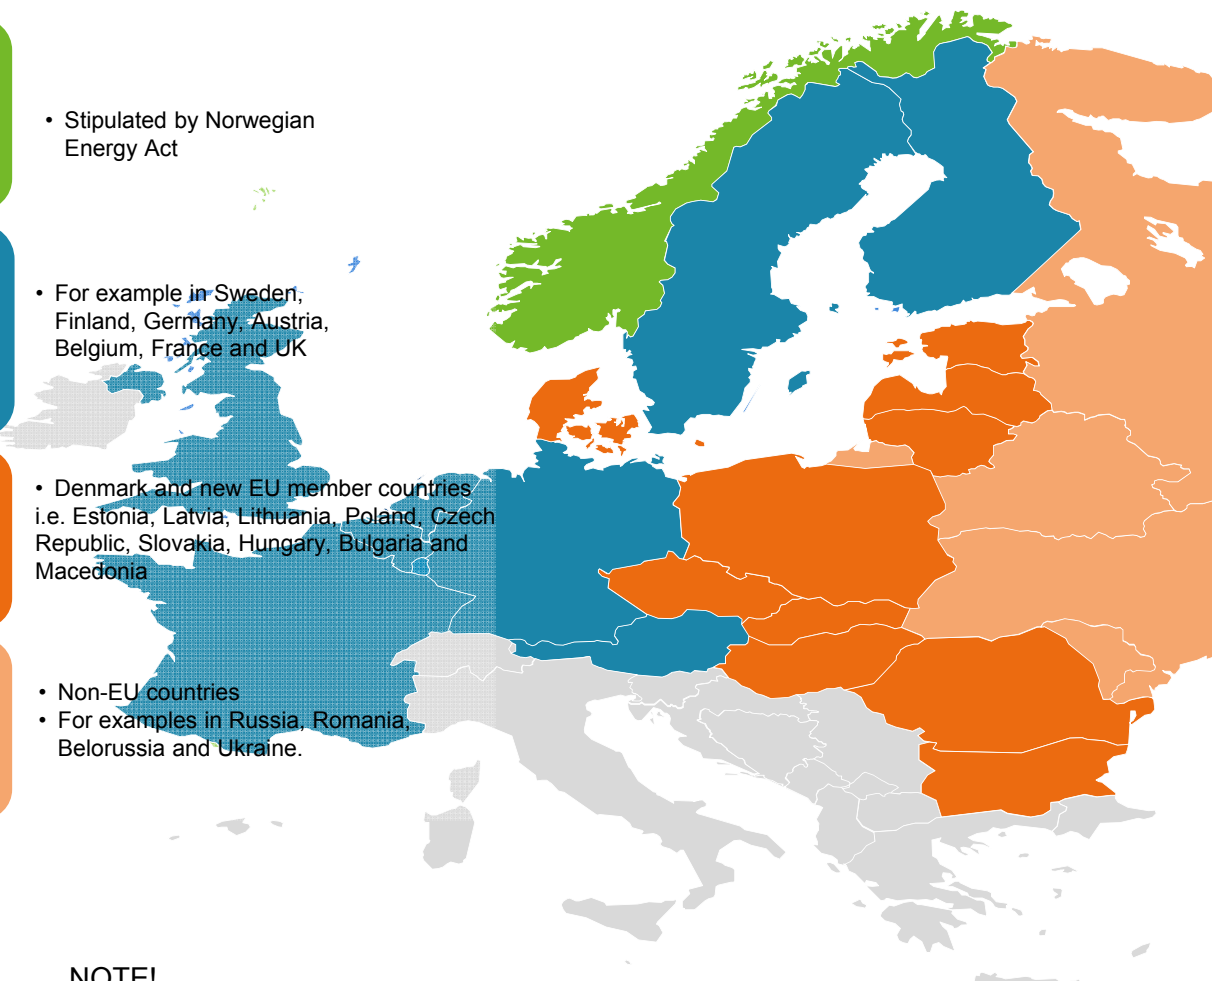 • Stipulated by Norwegian
Energy Act
• For example in Sweden,
Finland, Germany, Austria,
Belgium, France and UK
• Denmark and new EU member countries
i.e. Estonia, Latvia, Lithuania, Poland, Czech
Republic, Slovakia, Hungary, Bulgaria and
Macedonia
• Non-EU countries
• For examples in Russia, Romania,
Belorussia and Ukraine.
NOTE!